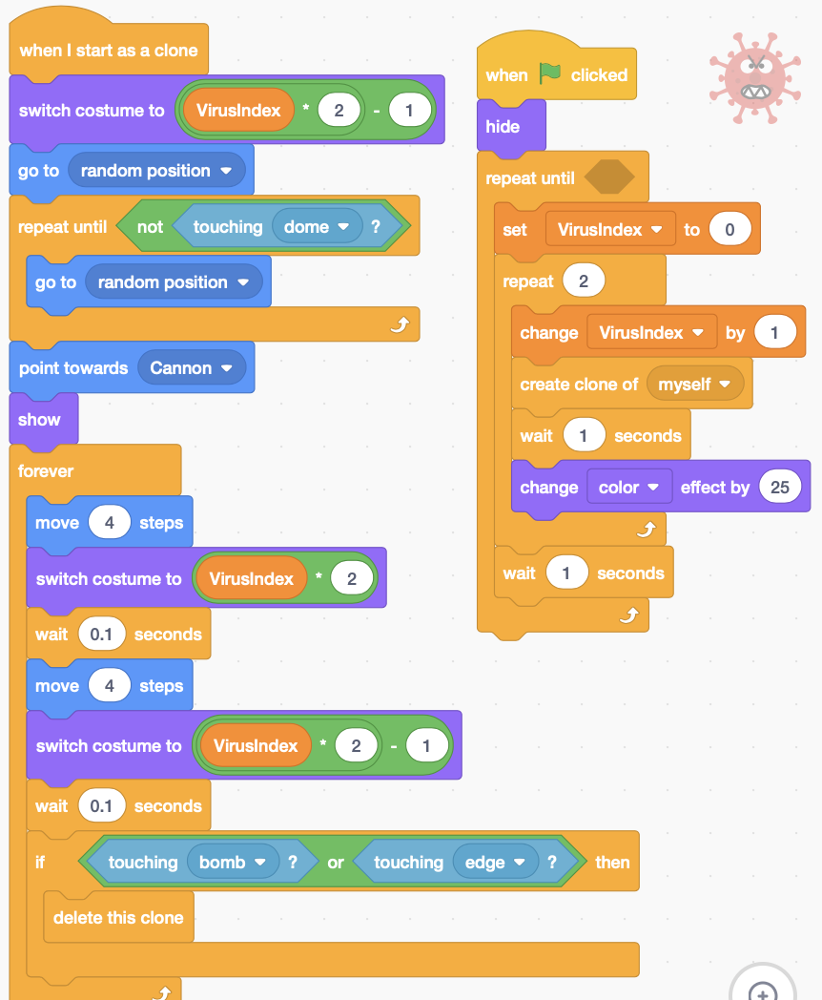 when I start as a clone
switch costume to VirusIndex * 2 - 1
go to random position
repeat until not touching dome ?
go to random position
point towards Cannon
show
forever
move 4 steps
switch costume to VirusIndex * 2
wait 0.1 seconds
move 4 steps
switch costume to VirusIndex * 2 - 1
wait 0.1 seconds
if touching bomb ? or touching edge ? then
delete this clone
when clicked
hide
repeat until
set VirusIndex to 0
repeat 2
change VirusIndex by 1
create clone of myself
wait 1 seconds
change color effect by 25
wait 1 seconds